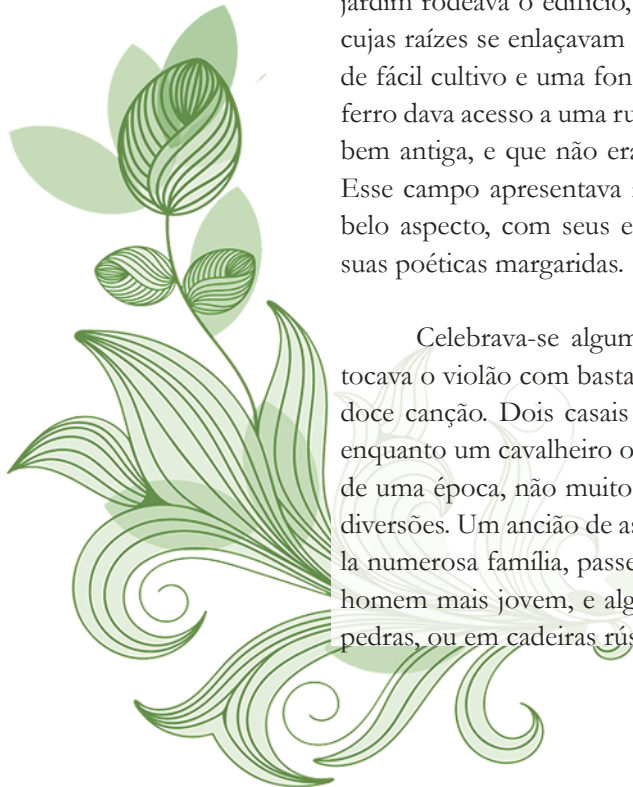 jardim rodeava o edifício,
cujas raízes se enlaçavam
de fácil cultivo e uma fon
ferro dava acesso a uma ru
bem antiga, e que não era
Esse campo apresentava
belo aspecto, com seus e
suas poéticas margaridas.
Celebrava-se algum
tocava o violão com basta
doce canção. Dois casais
enquanto um cavalheiro o
de uma época, não muito
diversões. Um ancião de as
la numerosa família, passe
homem mais jovem, e alg
pedras, ou em cadeiras rús